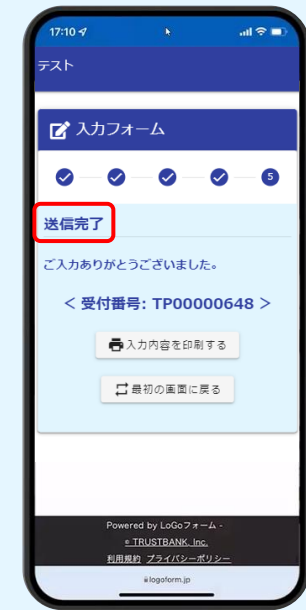 17:10
テスト
入力フォーム
5
送信完了
ご入力ありがとうございました。
< 受付番号: TP00000648 >
入力内容を印刷する
最初の画面に戻る
Powered by LoGoフォーム -
© TRUSTBANK, Inc.
利用規約 プライバシーポリシー
logoform.jp